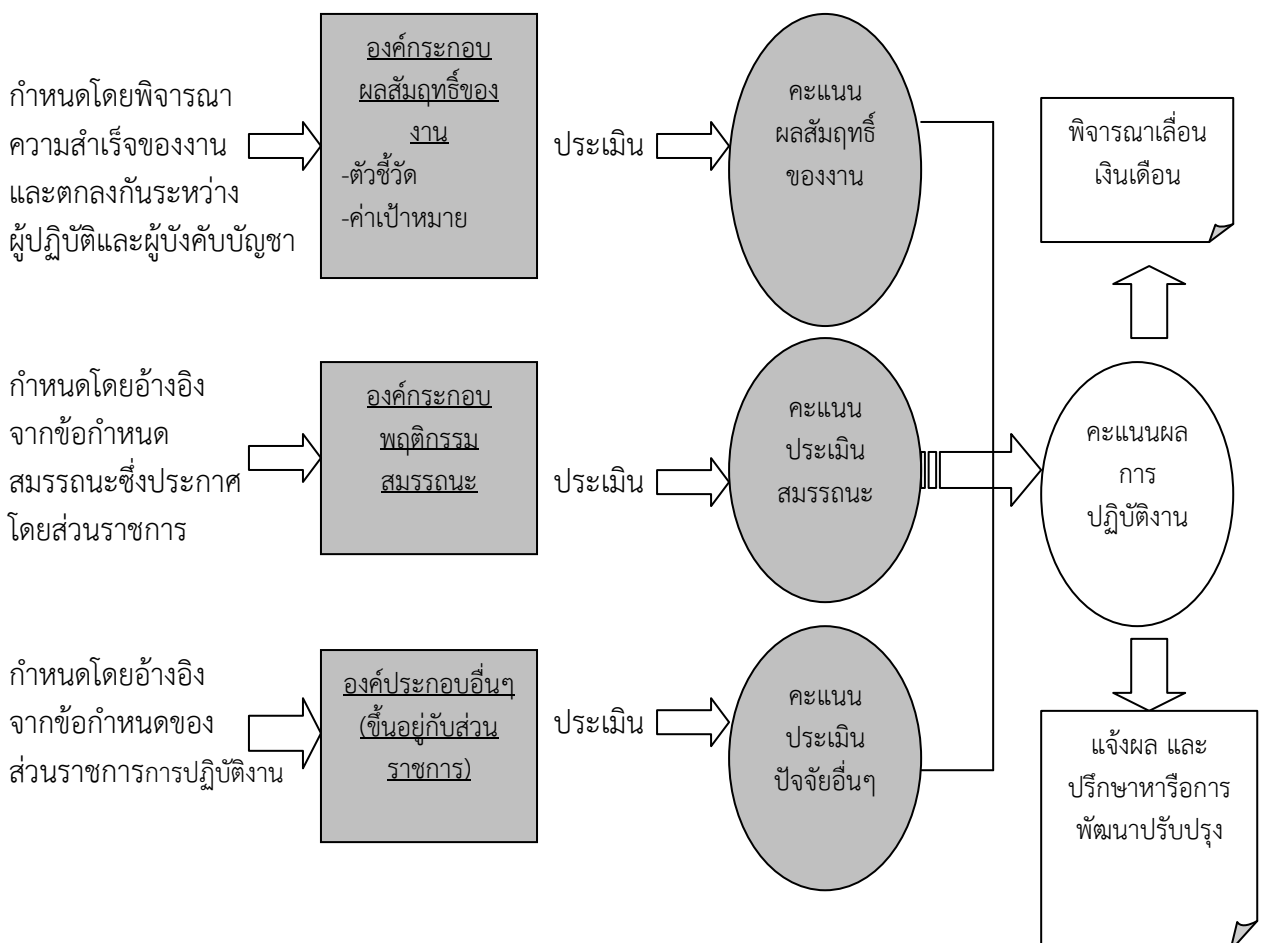 กำหนดโดยพิจารณา
ความสำเร็จของงาน
และตกลงกันระหว่าง
ผู้ปฏิบัติและผู้บังคับบัญชา
องค์กระกอบ
ผลสัมฤทธิ์ของ
งาน
-ตัวชี้วัด
-ค่าเป้าหมาย
ประเมิน
คะแนน
ผลสัมฤทธิ์
ของงาน
พิจารณาเลื่อน
เงินเดือน
กำหนดโดยอ้างอิง
จากข้อกำหนด
สมรรถนะซึ่งประกาศ
โดยส่วนราชการ
องค์กระกอบ
พฤติกรรม
สมรรถนะ
ประเมิน
คะแนน
ประเมิน
สมรรถนะ
คะแนนผล
การ
ปฏิบัติงาน
กำหนดโดยอ้างอิง
จากข้อกำหนดของ
ส่วนราชการการปฏิบัติงาน
องค์ประกอบอื่นๆ
(ขึ้นอยู่กับส่วน
ราชการ)
ประเมิน
คะแนน
ประเมิน
ปัจจัยอื่นๆ
แจ้งผล และ
ปรึกษาหารือการ
พัฒนาปรับปรุง